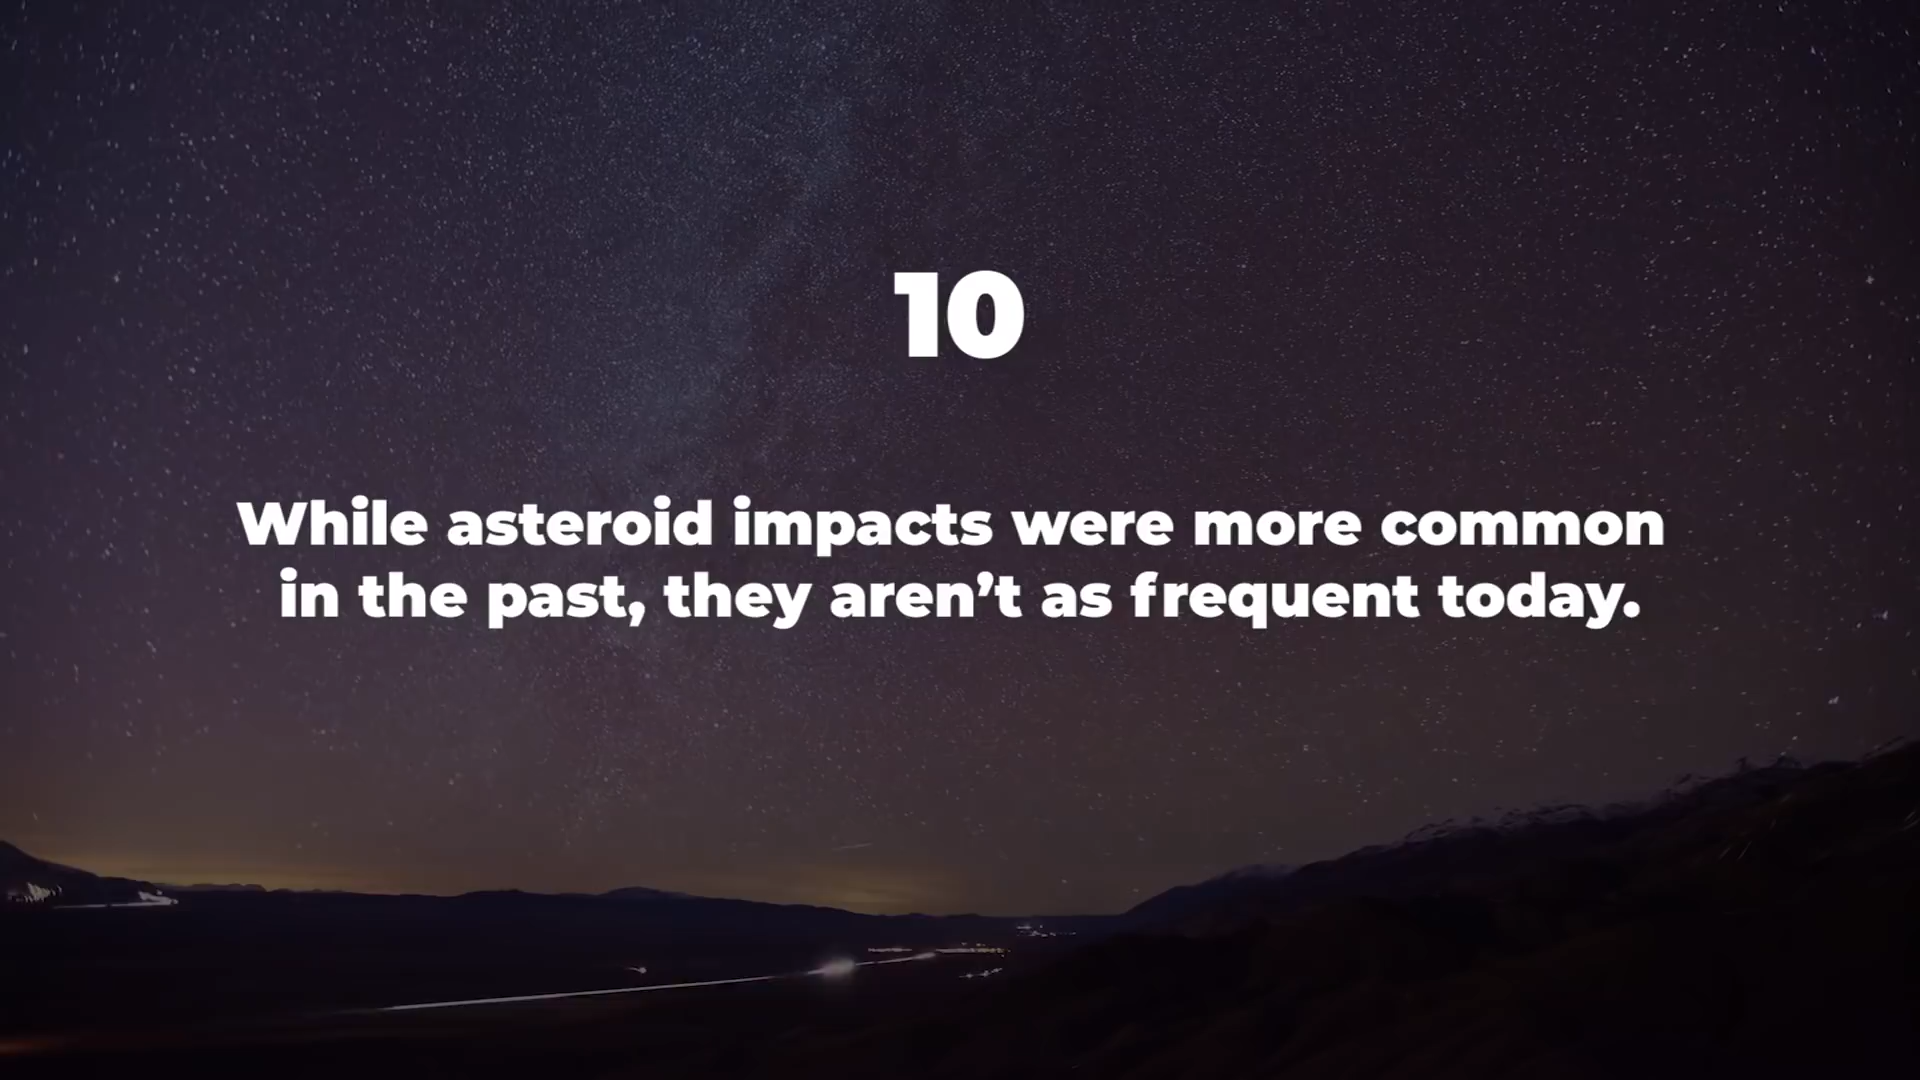 10
While asteroid impacts were more common
in the past, they aren’t as frequent today.